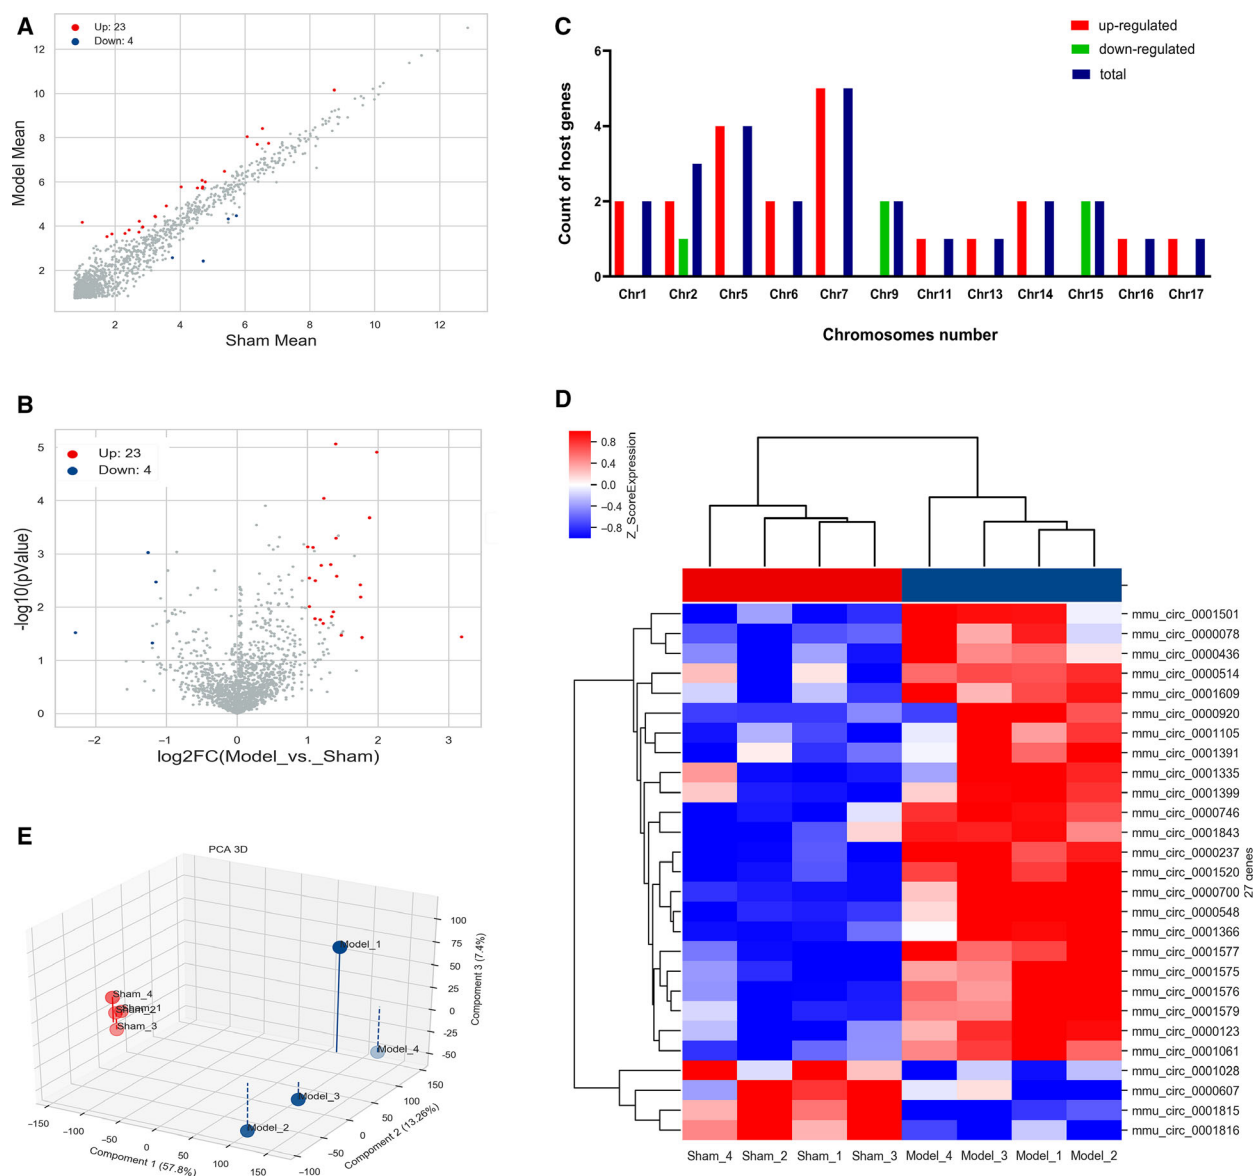 A
Up: 23
Down: 4
12
10
8
6
4
2
Model Mean
2 4 6 8 10 12
Sham Mean
C
up-regulated
down-regulated
total
6
4
2
0
Count of host genes
Chr1 Chr2 Chr5 Chr6 Chr7 Chr9 Chr11 Chr13 Chr14 Chr15 Chr16 Chr17
Chromosomes number
B
Up: 23
Down: 4
5
4
3
2
1
0
-log10(pValue)
−2 −1 0 1 2 3
log2FC(Model_vs._Sham)
D
0.8
0.4
0.0
−0.4
−0.8
Z_ScoreExpression
mmu_circ_0001501
mmu_circ_0000078
mmu_circ_0000436
mmu_circ_0000514
mmu_circ_0001609
mmu_circ_0000920
mmu_circ_0001105
mmu_circ_0001391
mmu_circ_0001335
mmu_circ_0001399
mmu_circ_0000746
mmu_circ_0001843
mmu_circ_0000237
mmu_circ_0001520
mmu_circ_0000700
mmu_circ_0000548
mmu_circ_0001366
mmu_circ_0001577
mmu_circ_0001575
mmu_circ_0001576
mmu_circ_0001579
mmu_circ_0000123
mmu_circ_0001061
mmu_circ_0001028
mmu_circ_0000607
mmu_circ_0001815
mmu_circ_0001816
27 genes
Sham_4 Sham_2 Sham_1 Sham_3 Model_4 Model_3 Model_1 Model_2
E
PCA 3D
Model_1
Sham_4
Sham_1
Sham_2
Sham_3
Model_4
Model_3
Model_2
100
75
50
25
0
−25
−50
Compoment 3 (7.4%)
150
100
50
0
−50
−100
Compoment 2 (13.26%)
−150 −100 −50 0 50 100 150
Compoment 1 (57.8%)